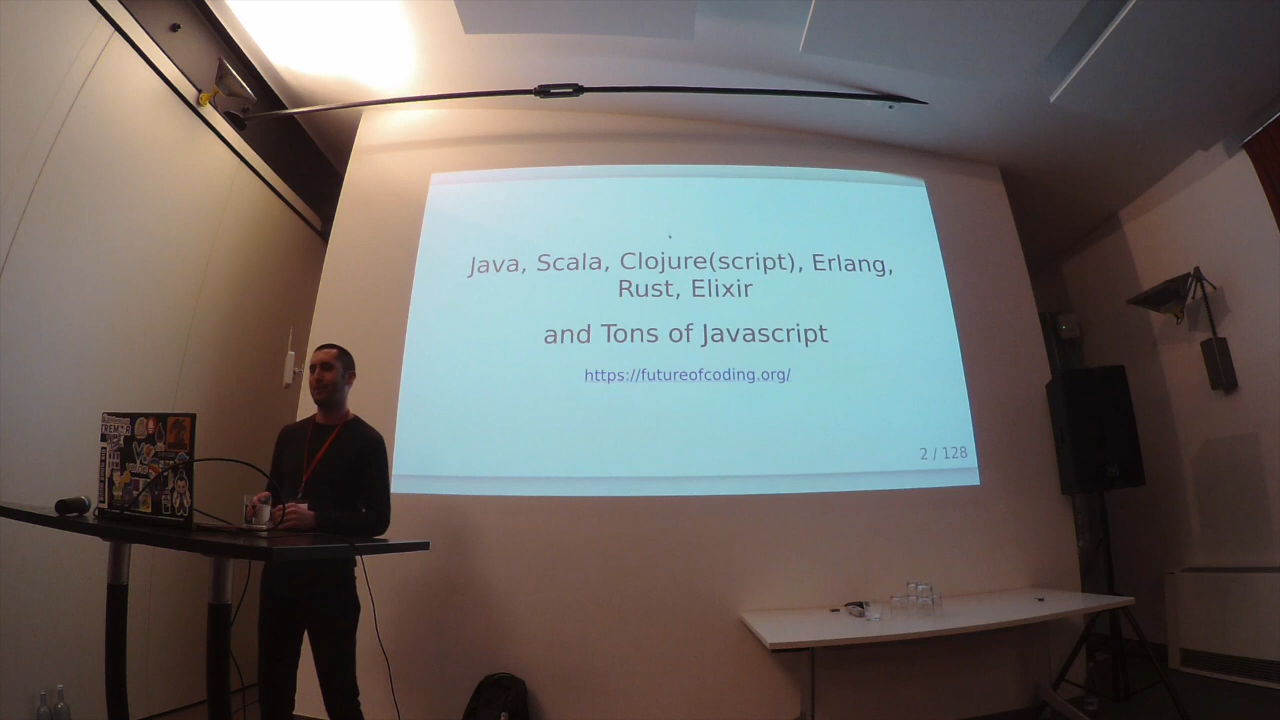 Java, Scala, Clojure(script), Erlang,
Rust, Elixir
and Tons of Javascript
https://futureofcoding.org/
2 / 128